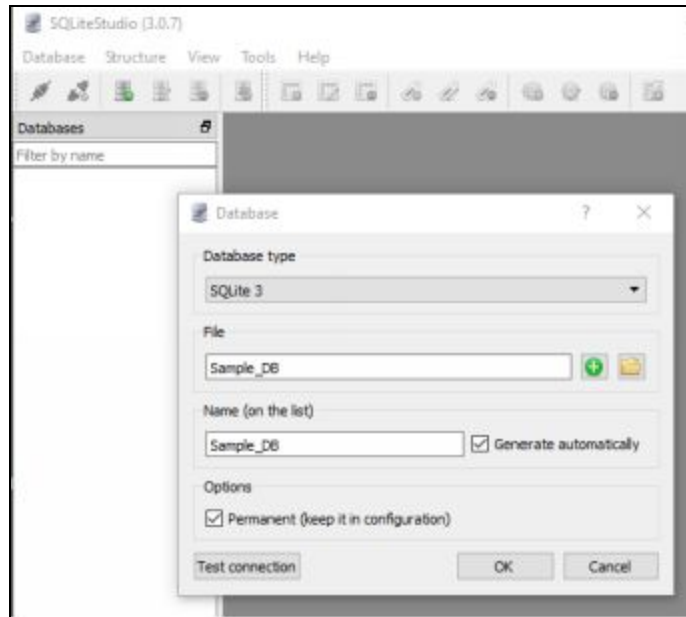 SQLiteStudio (3.0.7)
Database Structure View Tools Help
Databases
Filter by name
Database ?
Database type
SQLite 3
File
Sample_DB
Name (on the list)
Sample_DB Generate automatically
Options
Permanent (keep it in configuration)
Test connection OK Cancel